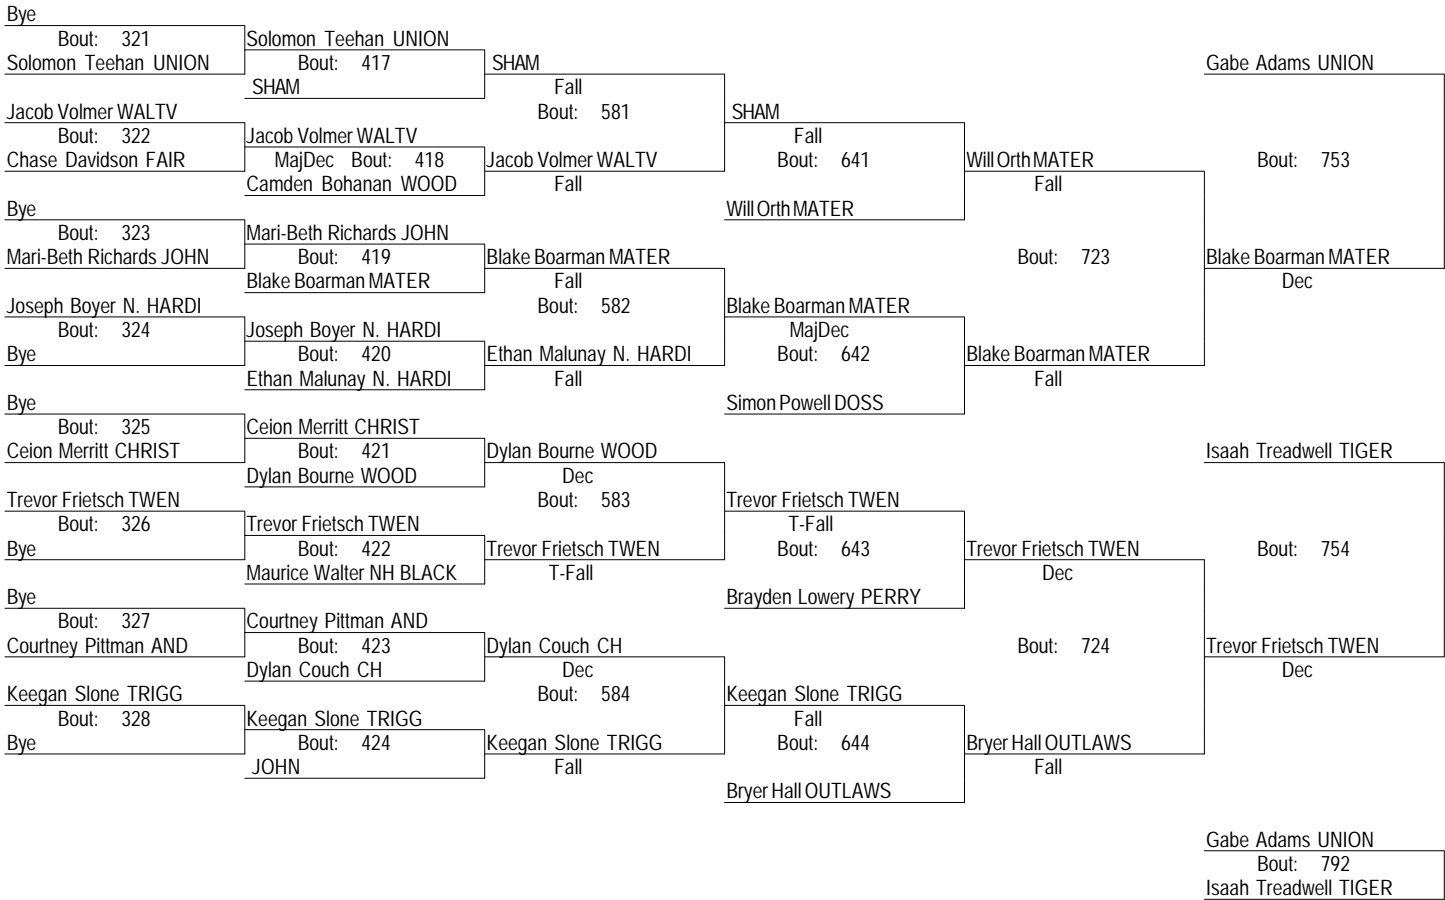 Bye
Bout: 321
Solomon Teehan UNION
Solomon Teehan UNION
Bout: 417
SHAM
SHAM
Fall
Bout: 581
Gabe Adams UNION
Jacob Volmer WALTV
Bout: 322
Chase Davidson FAIR
Jacob Volmer WALTV
MajDec Bout: 418
Camden Bohanan WOOD
Jacob Volmer WALTV
Fall
SHAM
Fall
Bout: 641
Will Orth MATER
Will Orth MATER
Fall
Bout: 753
Bye
Bout: 323
Mari-Beth Richards JOHN
Mari-Beth Richards JOHN
Bout: 419
Blake Boarman MATER
Blake Boarman MATER
Fall
Bout: 582
Bout: 723
Blake Boarman MATER
Dec
Joseph Boyer N. HARDI
Bout: 324
Bye
Joseph Boyer N. HARDI
Bout: 420
Ethan Malunay N. HARDI
Ethan Malunay N. HARDI
Fall
Blake Boarman MATER
MajDec
Bout: 642
Simon Powell DOSS
Blake Boarman MATER
Fall
Bye
Bout: 325
Ceion Merritt CHRIST
Ceion Merritt CHRIST
Bout: 421
Dylan Bourne WOOD
Dylan Bourne WOOD
Dec
Bout: 583
Isaah Treadwell TIGER
Trevor Frietsch TWEN
Bout: 326
Bye
Trevor Frietsch TWEN
Bout: 422
Maurice Walter NH BLACK
Trevor Frietsch TWEN
T-Fall
Trevor Frietsch TWEN
T-Fall
Bout: 643
Brayden Lowery PERRY
Trevor Frietsch TWEN
Dec
Bout: 754
Bye
Bout: 327
Courtney Pittman AND
Courtney Pittman AND
Bout: 423
Dylan Couch CH
Dylan Couch CH
Dec
Bout: 584
Bout: 724
Trevor Frietsch TWEN
Dec
Keegan Slone TRIGG
Bout: 328
Bye
Keegan Slone TRIGG
Bout: 424
JOHN
Keegan Slone TRIGG
Fall
Keegan Slone TRIGG
Fall
Bout: 644
Bryer Hall OUTLAWS
Bryer Hall OUTLAWS
Fall
Gabe Adams UNION
Bout: 792
Isaah Treadwell TIGER